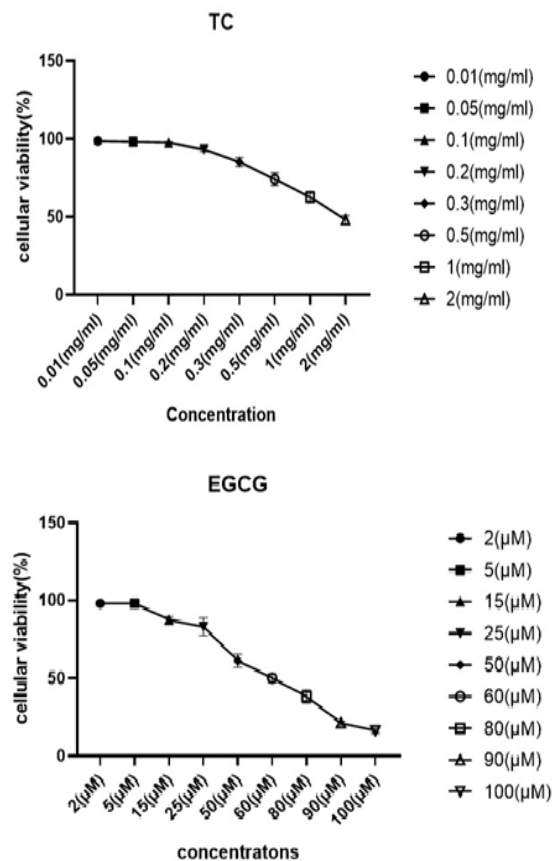 TC
cellular viability(%)
150
100
50
0
0.01(mg/ml)
0.05(mg/ml)
0.1(mg/ml)
0.2(mg/ml)
0.3(mg/ml)
0.5(mg/ml)
1(mg/ml)
2(mg/ml)
Concentration
0.01(mg/ml)
0.05(mg/ml)
0.1(mg/ml)
0.2(mg/ml)
0.3(mg/ml)
0.5(mg/ml)
1(mg/ml)
2(mg/ml)
EGCG
cellular viability(%)
150
100
50
0
2(µM)
5(µM)
15(µM)
25(µM)
50(µM)
60(µM)
80(µM)
90(µM)
100(µM)
concentratons
2(µM)
5(µM)
15(µM)
25(µM)
50(µM)
60(µM)
80(µM)
90(µM)
100(µM)